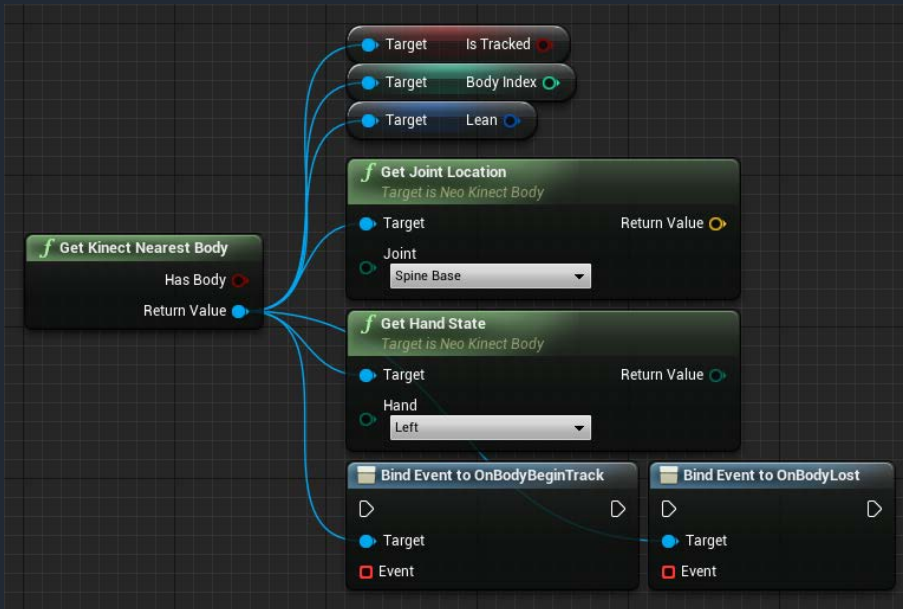 Target Is Tracked
Target Body Index
Target Lean
f Get Joint Location
Target is Neo Kinect Body
Target Return Value
Joint
Spine Base
f Get Kinect Nearest Body
Has Body
Return Value
f Get Hand State
Target is Neo Kinect Body
Target Return Value
Hand
Left
Bind Event to OnBodyBeginTrack
Target
Event
Bind Event to OnBodyLost
Target
Event